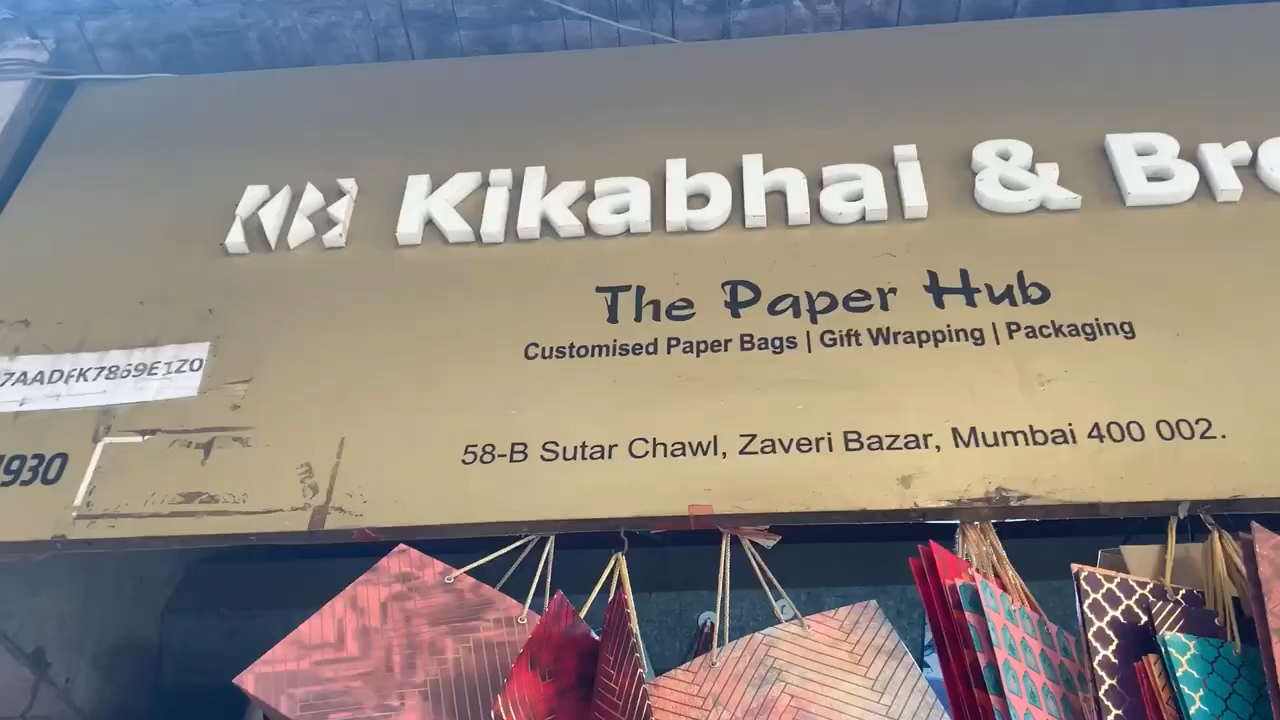 Kikabhai & Bro
The Paper Hub
Customised Paper Bags | Gift Wrapping | Packaging
7AADFK7869E1Z0
1930
58-B Sutar Chawl, Zaveri Bazar, Mumbai 400 002.